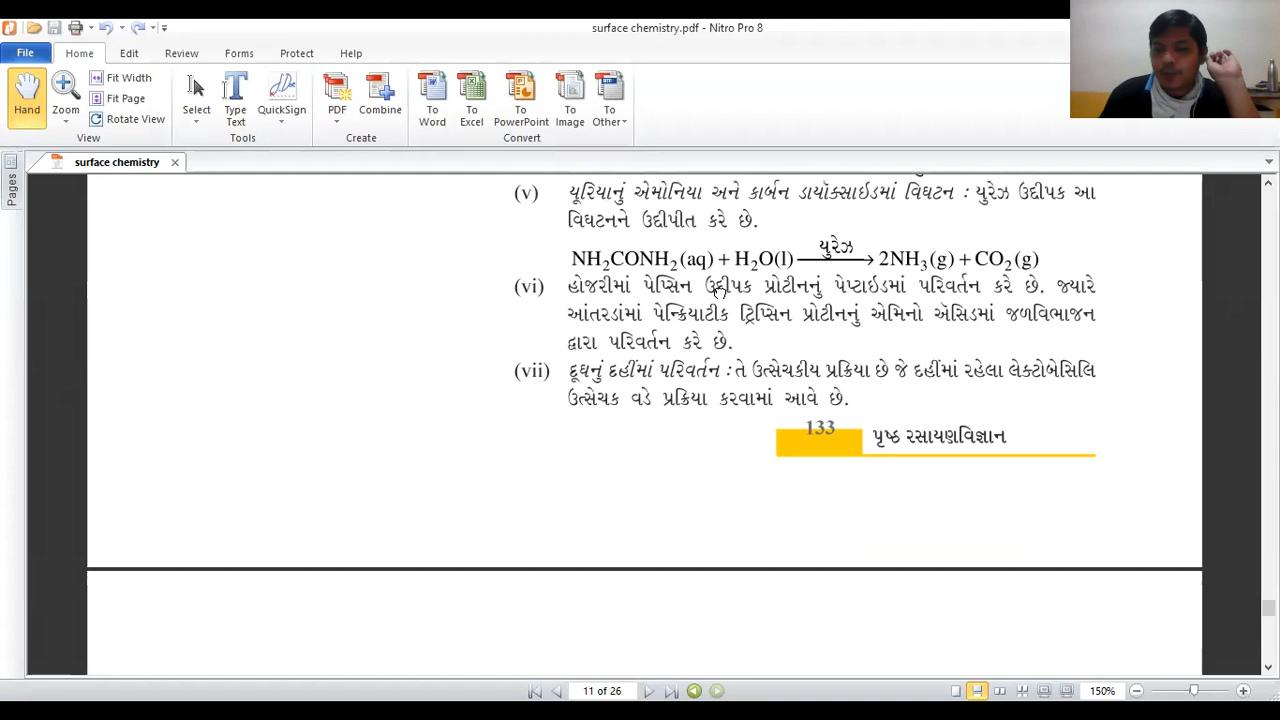 surface chemistry.pdf - Nitro Pro 8
File Home Edit Review Forms Protect Help
Hand
Zoom
Fit Width
Fit Page
Rotate View
View
Select
Type Text
QuickSign
Tools
PDF
Combine
Create
To Word
To Excel
To PowerPoint
To Image
To Other
Convert
surface chemistry
Pages
(v) યૂરિયાનું એમોનિયા અને કાર્બન ડાયૉક્સાઇડમાં વિઘટન : યુરેઝ ઉદ્દીપક આ
વિઘટનને ઉદ્દીપીત કરે છે.
NH₂CONH₂(aq) + H₂O(l) યુરેઝ→ 2NH₃(g) + CO₂(g)
(vi) હોજરીમાં પેપ્સિન ઉદ્દીપક પ્રોટીનનું પેપ્ટાઇડમાં પરિવર્તન કરે છે. જ્યારે
આંતરડાંમાં પેન્ક્રિયાટીક ટ્રિપ્સિન પ્રોટીનનું એમિનો ઍસિડમાં જળવિભાજન
દ્વારા પરિવર્તન કરે છે.
(vii) દૂધનું દહીંમાં પરિવર્તન : તે ઉત્સેચકીય પ્રક્રિયા છે જે દહીંમાં રહેલા લેક્ટોબેસિલિ
ઉત્સેચક વડે પ્રક્રિયા કરવામાં આવે છે.
133 પૃષ્ઠ રસાયણવિજ્ઞાન
11 of 26
150%